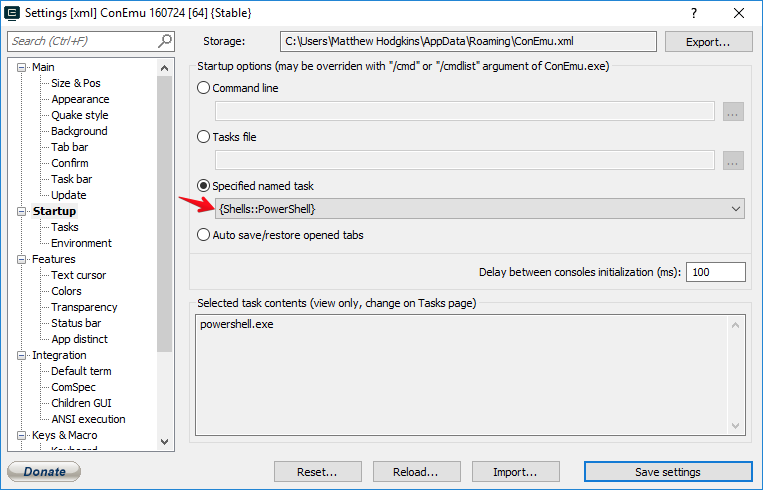 Settings [xml] ConEmu 160724 [64] {Stable}
?
Search (Ctrl+F)
Storage:
C:\Users\Matthew Hodgkins\AppData\Roaming\ConEmu.xml
Export...
Main
Size & Pos
Appearance
Quake style
Background
Tab bar
Confirm
Task bar
Update
Startup
Tasks
Environment
Features
Text cursor
Colors
Transparency
Status bar
App distinct
Integration
Default term
ComSpec
Children GUI
ANSI execution
Keys & Macro
Startup options (may be overriden with "/cmd" or "/cmdlist" argument of ConEmu.exe)
Command line
...
Tasks file
...
Specified named task
{Shells::PowerShell}
Auto save/restore opened tabs
Delay between consoles initialization (ms):
100
Selected task contents (view only, change on Tasks page)
powershell.exe
Donate
Reset...
Reload...
Import...
Save settings